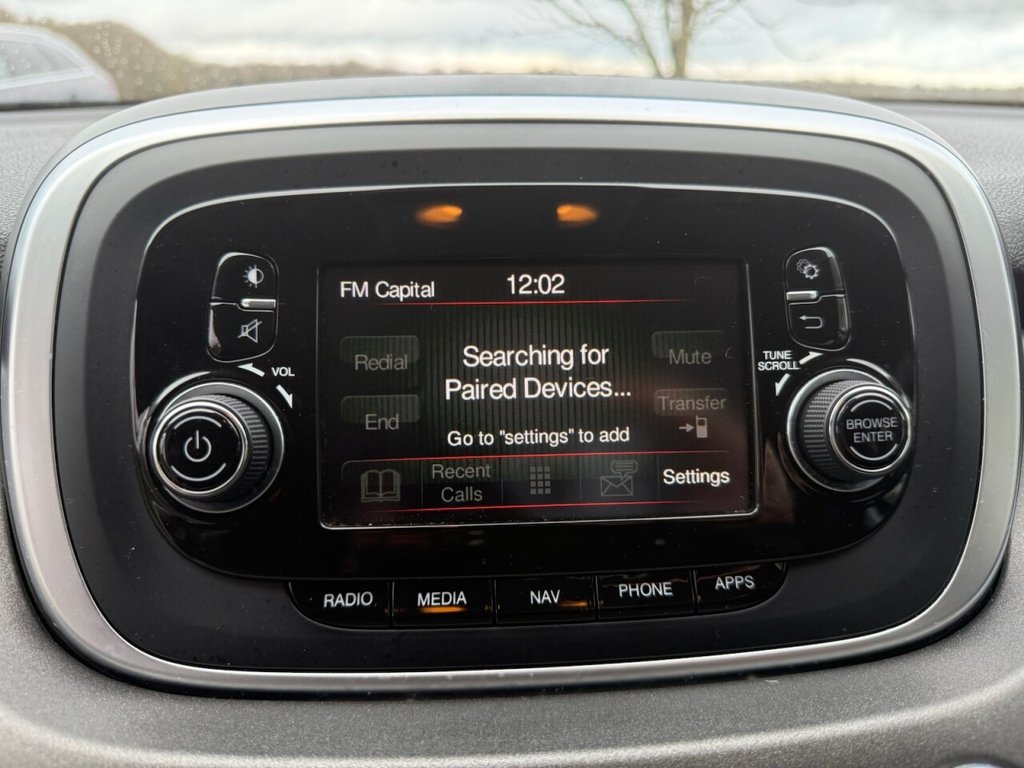 FM Capital
12:02
VOL
TUNE
SCROLL
Redial
Searching for
Paired Devices...
Mute
End
Transfer
Go to "settings" to add
BROWSE
ENTER
Recent
Calls
Settings
RADIO
MEDIA
NAV
PHONE
APPS